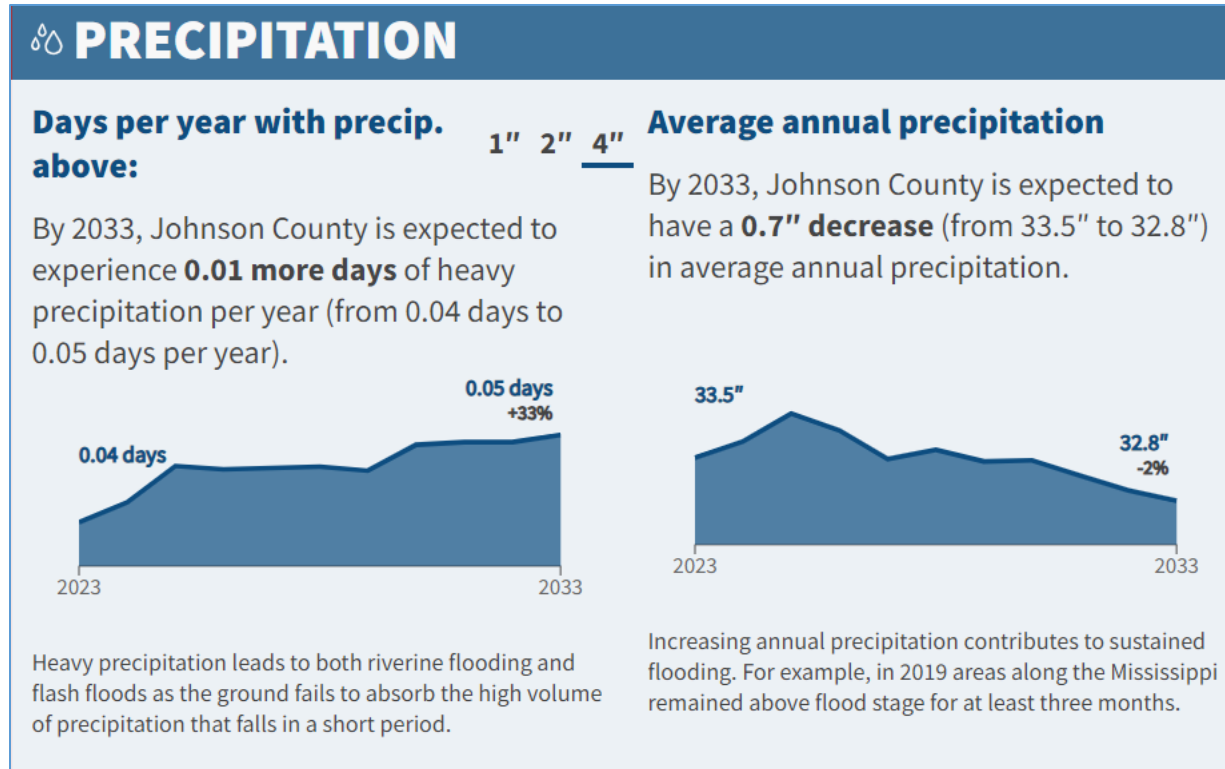 PRECIPITATION
Days per year with precip.
above:
1″ 2″ 4″
By 2033, Johnson County is expected to
experience 0.01 more days of heavy
precipitation per year (from 0.04 days to
0.05 days per year).
0.05 days
+33%
0.04 days
2023
2033
Heavy precipitation leads to both riverine flooding and
flash floods as the ground fails to absorb the high volume
of precipitation that falls in a short period.
Average annual precipitation
By 2033, Johnson County is expected to
have a 0.7″ decrease (from 33.5″ to 32.8″)
in average annual precipitation.
33.5″
32.8″
-2%
2023
2033
Increasing annual precipitation contributes to sustained
flooding. For example, in 2019 areas along the Mississippi
remained above flood stage for at least three months.